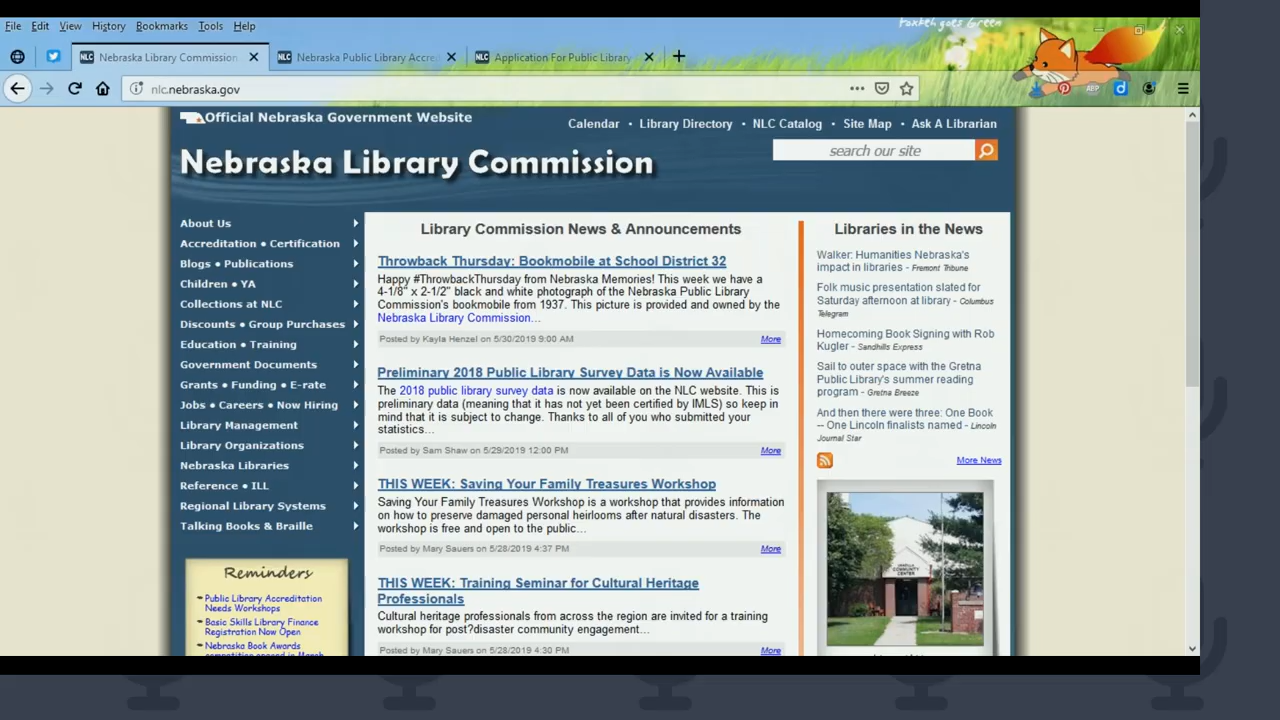 foxkeh goes Green
File Edit View History Bookmarks Tools Help
NLC Nebraska Library Commission
NLC Nebraska Public Library Accre
NLC Application For Public Library
nlc.nebraska.gov
ABP
Official Nebraska Government Website
Calendar • Library Directory • NLC Catalog • Site Map • Ask A Librarian
search our site
Nebraska Library Commission
About Us
Accreditation • Certification
Blogs • Publications
Children • YA
Collections at NLC
Discounts • Group Purchases
Education • Training
Government Documents
Grants • Funding • E-rate
Jobs • Careers • Now Hiring
Library Management
Library Organizations
Nebraska Libraries
Reference • ILL
Regional Library Systems
Talking Books & Braille
Reminders
Public Library Accreditation
Needs Workshops
Basic Skills Library Finance
Registration Now Open
Nebraska Book Awards
competition opened in March
Library Commission News & Announcements
Throwback Thursday: Bookmobile at School District 32
Happy #ThrowbackThursday from Nebraska Memories! This week we have a
4-1/8" x 2-1/2" black and white photograph of the Nebraska Public Library
Commission's bookmobile from 1937. This picture is provided and owned by the
Nebraska Library Commission...
Posted by Kayla Henzel on 5/30/2019 9:00 AM More
Preliminary 2018 Public Library Survey Data is Now Available
The 2018 public library survey data is now available on the NLC website. This is
preliminary data (meaning that it has not yet been certified by IMLS) so keep in
mind that it is subject to change. Thanks to all of you who submitted your
statistics...
Posted by Sam Shaw on 5/29/2019 12:00 PM More
THIS WEEK: Saving Your Family Treasures Workshop
Saving Your Family Treasures Workshop is a workshop that provides information
on how to preserve damaged personal heirlooms after natural disasters. The
workshop is free and open to the public...
Posted by Mary Sauers on 5/28/2019 4:37 PM More
THIS WEEK: Training Seminar for Cultural Heritage
Professionals
Cultural heritage professionals from across the region are invited for a training
workshop for post?disaster community engagement...
Posted by Mary Sauers on 5/28/2019 4:30 PM More
Libraries in the News
Walker: Humanities Nebraska's
impact in libraries - Fremont Tribune
Folk music presentation slated for
Saturday afternoon at library - Columbus
Telegram
Homecoming Book Signing with Rob
Kugler - Sandhills Express
Sail to outer space with the Gretna
Public Library's summer reading
program - Gretna Breeze
And then there were three: One Book
-- One Lincoln finalists named - Lincoln
Journal Star
More News
COMMUNITY
CENTER